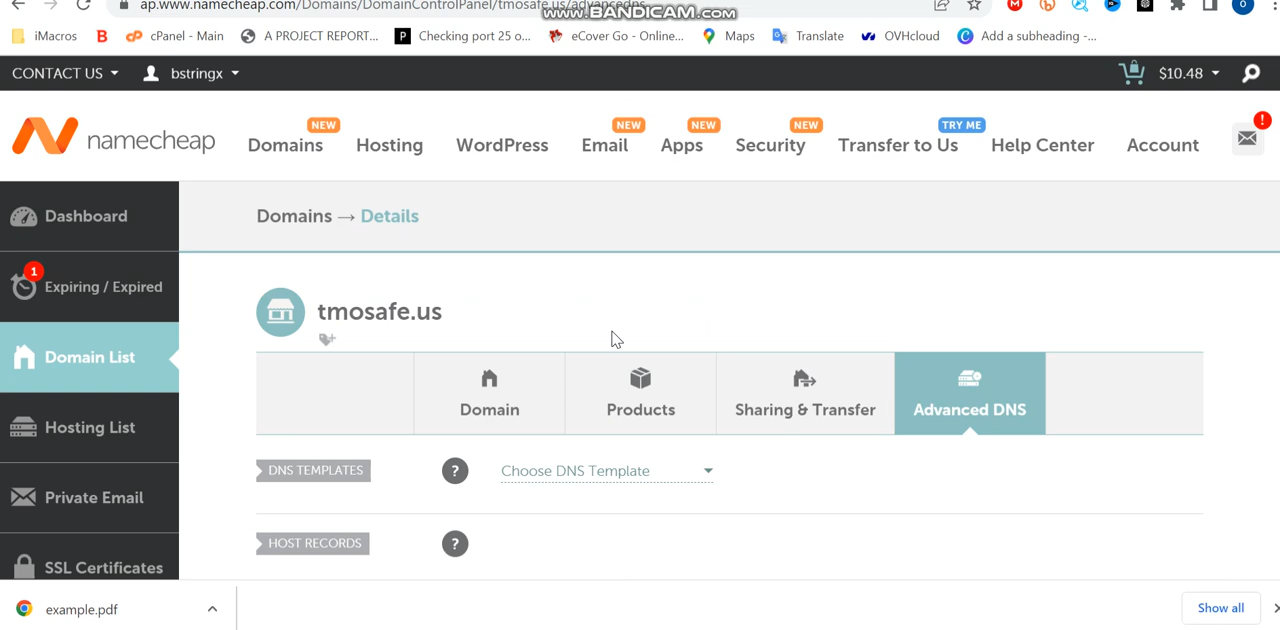 ap.www.namecheap.com/Domains/DomainControlPanel/tmosafe.us/advancedns
www.BANDICAM.com
iMacros
cPanel - Main
A PROJECT REPORT...
Checking port 25 o...
eCover Go - Online...
Maps
Translate
OVHcloud
Add a subheading -...
CONTACT US
bstringx
$10.48
namecheap
NEW
NEW
NEW
NEW
TRY ME
Domains
Hosting
WordPress
Email
Apps
Security
Transfer to Us
Help Center
Account
!
Dashboard
Domains → Details
1
Expiring / Expired
tmosafe.us
Domain List
Domain
Products
Sharing & Transfer
Advanced DNS
Hosting List
DNS TEMPLATES
?
Choose DNS Template
Private Email
HOST RECORDS
?
SSL Certificates
example.pdf
Show all